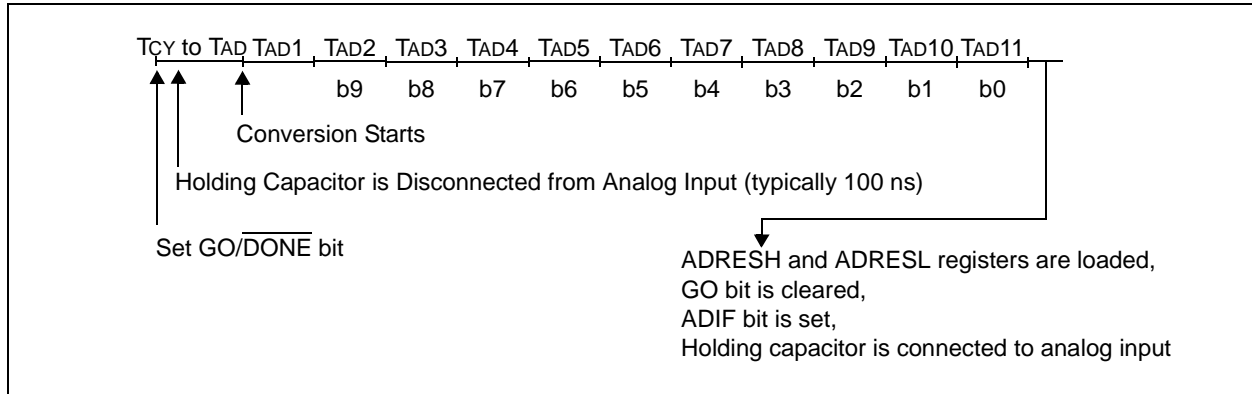 TCY to TAD TAD1 TAD2 TAD3 TAD4 TAD5 TAD6 TAD7 TAD8 TAD9 TAD10 TAD11
b9 b8 b7 b6 b5 b4 b3 b2 b1 b0
Conversion Starts
Holding Capacitor is Disconnected from Analog Input (typically 100 ns)
Set GO/DONE bit
ADRESH and ADRESL registers are loaded,
GO bit is cleared,
ADIF bit is set,
Holding capacitor is connected to analog input